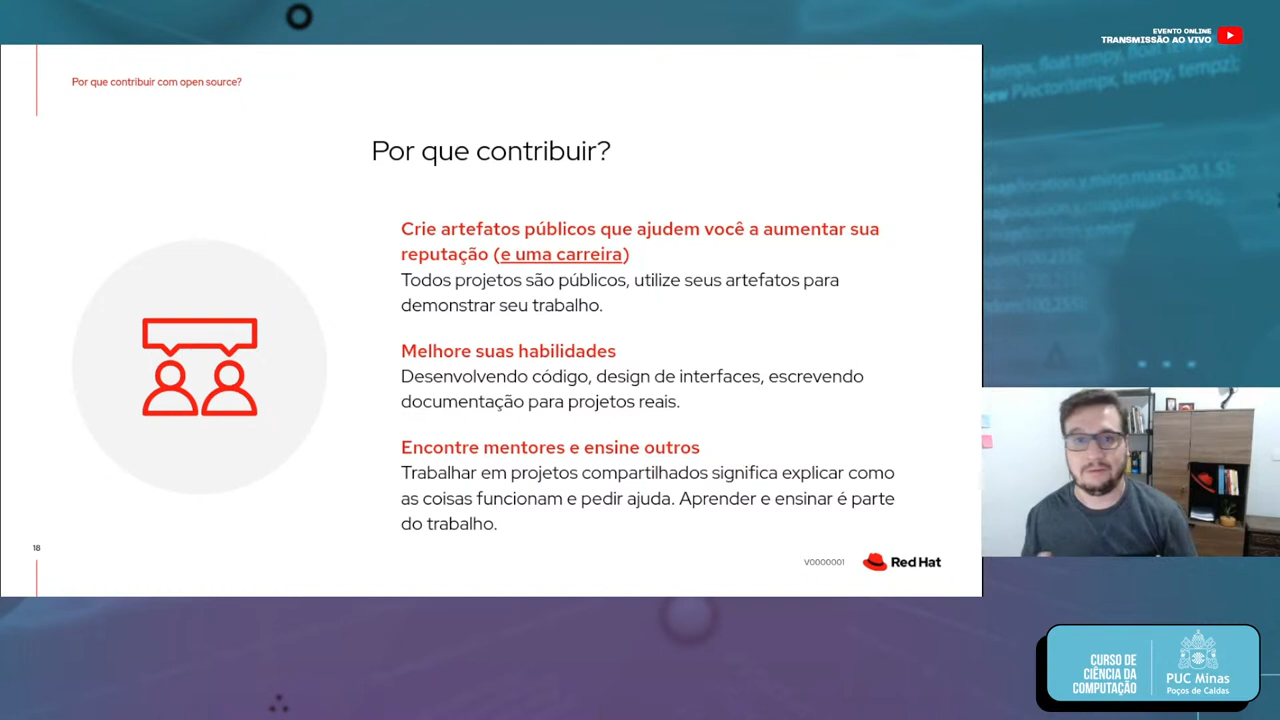 EVENTO ONLINE
TRANSMISSÃO AO VIVO
Por que contribuir com open source?
Por que contribuir?
Crie artefatos públicos que ajudem você a aumentar sua
reputação (e uma carreira)
Todos projetos são públicos, utilize seus artefatos para
demonstrar seu trabalho.
Melhore suas habilidades
Desenvolvendo código, design de interfaces, escrevendo
documentação para projetos reais.
Encontre mentores e ensine outros
Trabalhar em projetos compartilhados significa explicar como
as coisas funcionam e pedir ajuda. Aprender e ensinar é parte
do trabalho.
18
V0000001
Red Hat
CURSO DE
CIÊNCIA DA
COMPUTAÇÃO
PUC Minas
Poços de Caldas